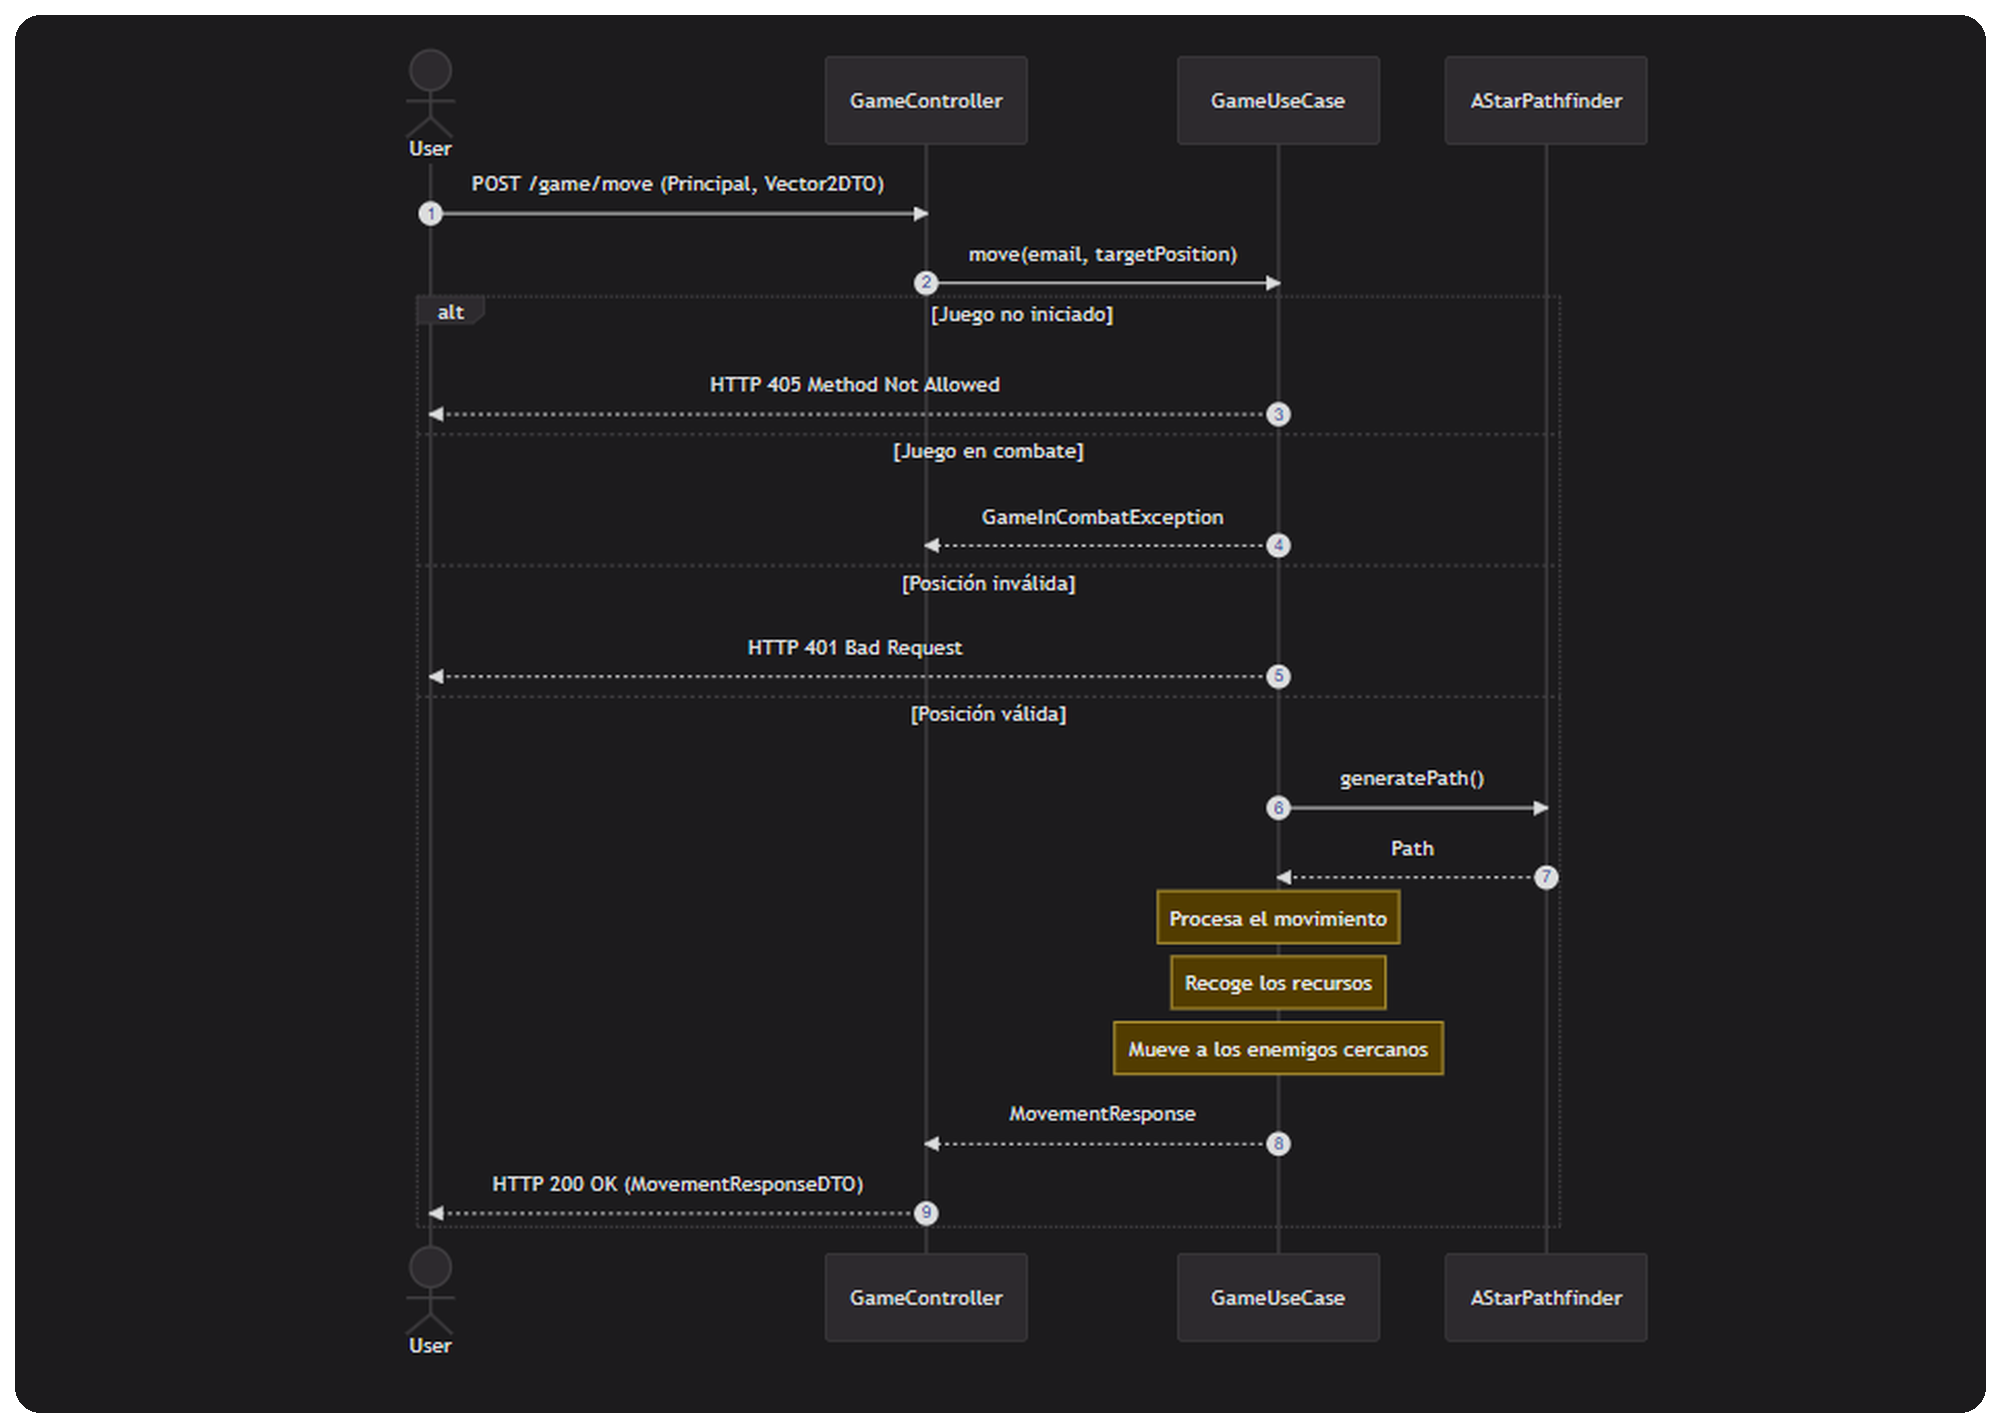 User
GameController
GameUseCase
AStarPathfinder
POST /game/move (Principal, Vector2DTO)
1
move(email, targetPosition)
2
alt
[Juego no iniciado]
HTTP 405 Method Not Allowed
3
[Juego en combate]
GameInCombatException
4
[Posición inválida]
HTTP 401 Bad Request
5
[Posición válida]
generatePath()
6
Path
7
Procesa el movimiento
Recoge los recursos
Mueve a los enemigos cercanos
MovementResponse
8
HTTP 200 OK (MovementResponseDTO)
9
User
GameController
GameUseCase
AStarPathfinder